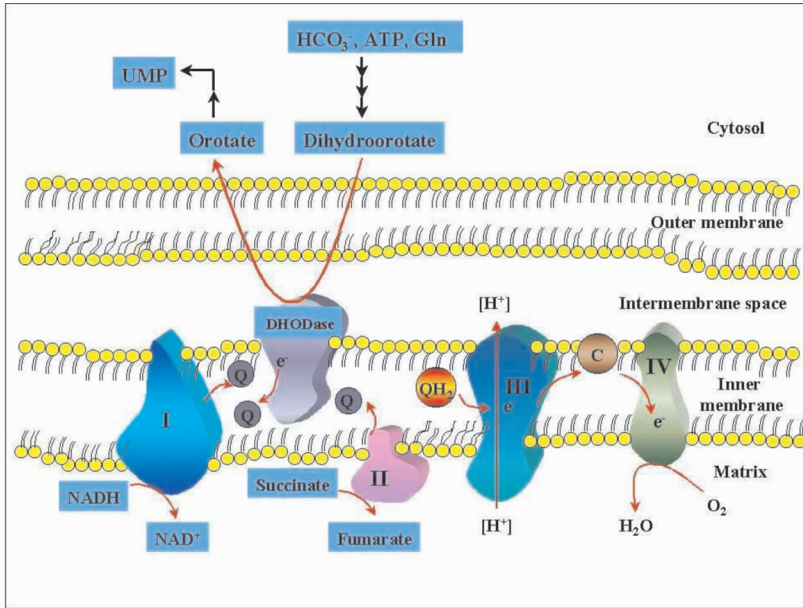 HCO₃⁻, ATP, Gln
UMP
Orotate
Dihydroorotate
Cytosol
Outer membrane
Intermembrane space
[H⁺]
DHODase
e⁻
Q
Q
Q
I
II
QH₂
III
e⁻
C
IV
e⁻
Inner
membrane
Matrix
NADH
NAD⁺
Succinate
Fumarate
[H⁺]
H₂O
O₂